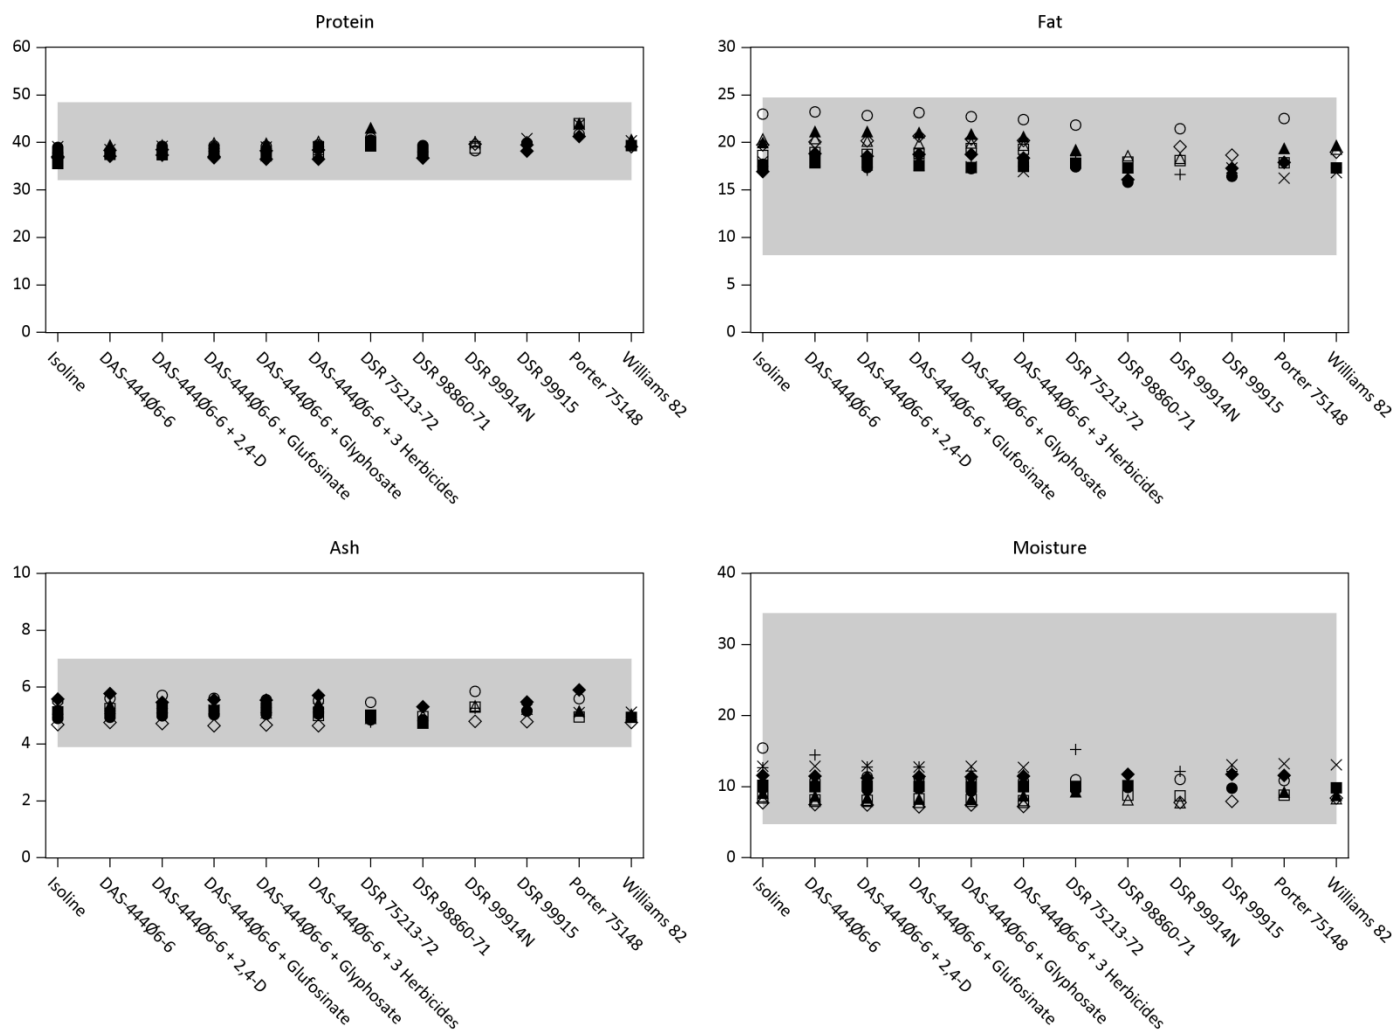 Protein
60
50
40
30
20
10
0
Isoline
DAS-444Ø6-6
DAS-444Ø6-6 + 2,4-D
DAS-444Ø6-6 + Glufosinate
DAS-444Ø6-6 + Glyphosate
DAS-444Ø6-6 + 3 Herbicides
DSR 75213-72
DSR 98860-71
DSR 99914N
DSR 99915
Porter 75148
Williams 82
Fat
30
25
20
15
10
5
0
Isoline
DAS-444Ø6-6
DAS-444Ø6-6 + 2,4-D
DAS-444Ø6-6 + Glufosinate
DAS-444Ø6-6 + Glyphosate
DAS-444Ø6-6 + 3 Herbicides
DSR 75213-72
DSR 98860-71
DSR 99914N
DSR 99915
Porter 75148
Williams 82
Ash
10
8
6
4
2
0
Isoline
DAS-444Ø6-6
DAS-444Ø6-6 + 2,4-D
DAS-444Ø6-6 + Glufosinate
DAS-444Ø6-6 + Glyphosate
DAS-444Ø6-6 + 3 Herbicides
DSR 75213-72
DSR 98860-71
DSR 99914N
DSR 99915
Porter 75148
Williams 82
Moisture
40
30
20
10
0
Isoline
DAS-444Ø6-6
DAS-444Ø6-6 + 2,4-D
DAS-444Ø6-6 + Glufosinate
DAS-444Ø6-6 + Glyphosate
DAS-444Ø6-6 + 3 Herbicides
DSR 75213-72
DSR 98860-71
DSR 99914N
DSR 99915
Porter 75148
Williams 82